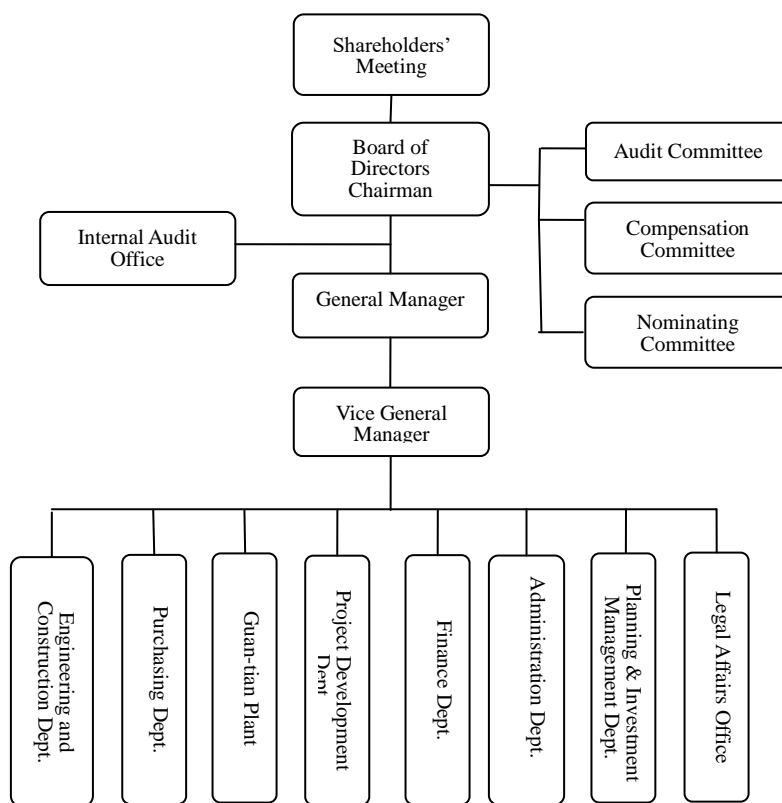 Shareholders’
Meeting
Board of
Directors
Chairman
Audit Committee
Internal Audit
Office
Compensation
Committee
General Manager
Nominating
Committee
Vice General
Manager
Engineering and
Construction Dept.
Purchasing Dept.
Guan-tian Plant
Project Development
Dept
Finance Dept.
Administration Dept.
Planning & Investment
Management Dept.
Legal Affairs Office